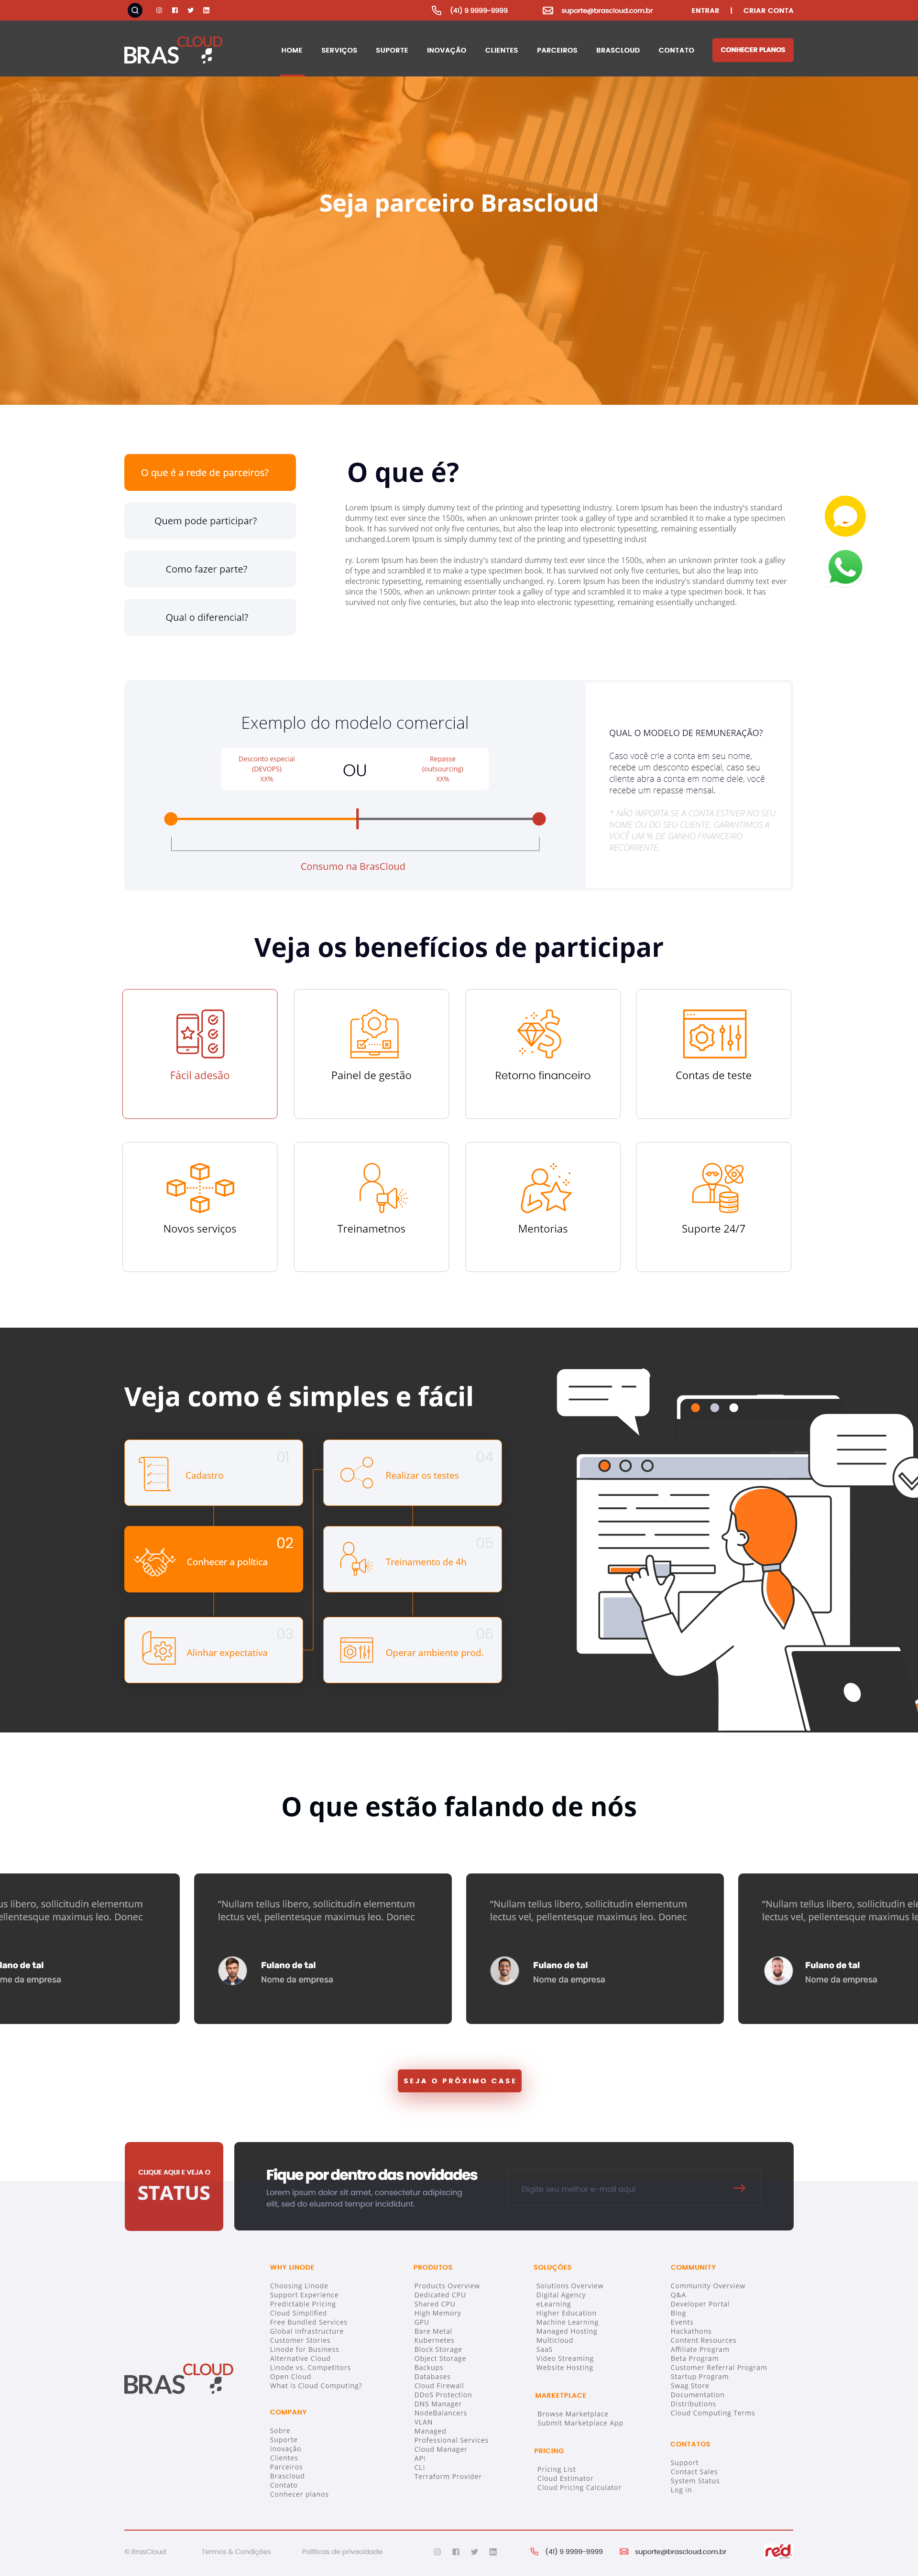 (41) 9 9999-9999
suporte@brascloud.com.br
ENTRAR | CRIAR CONTA
BRASCLOUD
HOME
SERVIÇOS
SUPORTE
INOVAÇÃO
CLIENTES
PARCEIROS
BRASCLOUD
CONTATO
CONHECER PLANOS
Seja parceiro Brascloud
O que é a rede de parceiros?
Quem pode participar?
Como fazer parte?
Qual o diferencial?
O que é?
Lorem Ipsum is simply dummy text of the printing and typesetting industry. Lorem Ipsum has been the industry's standard
dummy text ever since the 1500s, when an unknown printer took a galley of type and scrambled it to make a type specimen
book. It has survived not only five centuries, but also the leap into electronic typesetting, remaining essentially
unchanged.Lorem Ipsum is simply dummy text of the printing and typesetting indust
ry. Lorem Ipsum has been the industry's standard dummy text ever since the 1500s, when an unknown printer took a galley
of type and scrambled it to make a type specimen book. It has survived not only five centuries, but also the leap into
electronic typesetting, remaining essentially unchanged. ry. Lorem Ipsum has been the industry's standard dummy text ever
since the 1500s, when an unknown printer took a galley of type and scrambled it to make a type specimen book. It has
survived not only five centuries, but also the leap into electronic typesetting, remaining essentially unchanged.
Exemplo do modelo comercial
Desconto especial
(DEVOPS)
XX%
OU
Repasse
(outsourcing)
XX%
Consumo na BrasCloud
QUAL O MODELO DE REMUNERAÇÃO?
Caso você crie a conta em seu nome,
recebe um desconto especial, caso seu
cliente abra a conta em nome dele, você
recebe um repasse mensal.
* NÃO IMPORTA SE A CONTA ESTIVER NO SEU
NOME OU DO SEU CLIENTE, GARANTIMOS A
VOCÊ UM % DE GANHO FINANCEIRO
RECORRENTE.
Veja os benefícios de participar
Fácil adesão
Painel de gestão
Retorno financeiro
Contas de teste
Novos serviços
Treinametnos
Mentorias
Suporte 24/7
Veja como é simples e fácil
01
Cadastro
04
Realizar os testes
02
Conhecer a política
05
Treinamento de 4h
03
Alinhar expectativa
06
Operar ambiente prod.
O que estão falando de nós
us libero, sollicitudin elementum
ellentesque maximus leo. Donec
lano de tal
me da empresa
“Nullam tellus libero, sollicitudin elementum
lectus vel, pellentesque maximus leo. Donec
Fulano de tal
Nome da empresa
“Nullam tellus libero, sollicitudin elementum
lectus vel, pellentesque maximus leo. Donec
Fulano de tal
Nome da empresa
“Nullam tellus libero, sollicitudin ele
lectus vel, pellentesque maximus le
Fulano de tal
Nome da empresa
SEJA O PRÓXIMO CASE
CLIQUE AQUI E VEJA O
STATUS
Fique por dentro das novidades
Lorem ipsum dolor sit amet, consectetur adipiscing
elit, sed do eiusmod tempor incididunt.
Digite seu melhor e-mail aqui
BRASCLOUD
WHY LINODE
Choosing Linode
Support Experience
Predictable Pricing
Cloud Simplified
Free Bundled Services
Global Infrastructure
Customer Stories
Linode for Business
Alternative Cloud
Linode vs. Competitors
Open Cloud
What is Cloud Computing?
COMPANY
Sobre
Suporte
Inovação
Clientes
Parceiros
Brascloud
Contato
Conhecer planos
PRODUTOS
Products Overview
Dedicated CPU
Shared CPU
High Memory
GPU
Bare Metal
Kubernetes
Block Storage
Object Storage
Backups
Databases
Cloud Firewall
DDoS Protection
DNS Manager
NodeBalancers
VLAN
Managed
Professional Services
Cloud Manager
API
CLI
Terraform Provider
SOLUÇÕES
Solutions Overview
Digital Agency
eLearning
Higher Education
Machine Learning
Managed Hosting
Multicloud
SaaS
Video Streaming
Website Hosting
MARKETPLACE
Browse Marketplace
Submit Marketplace App
PRICING
Pricing List
Cloud Estimator
Cloud Pricing Calculator
COMMUNITY
Community Overview
Q&A
Developer Portal
Blog
Events
Hackathons
Content Resources
Affiliate Program
Beta Program
Customer Referral Program
Startup Program
Swag Store
Documentation
Distributions
Cloud Computing Terms
CONTATOS
Support
Contact Sales
System Status
Log in
© BrasCloud
Termos & Condições
Políticas de privacidade
(41) 9 9999-9999
suporte@brascloud.com.br
red